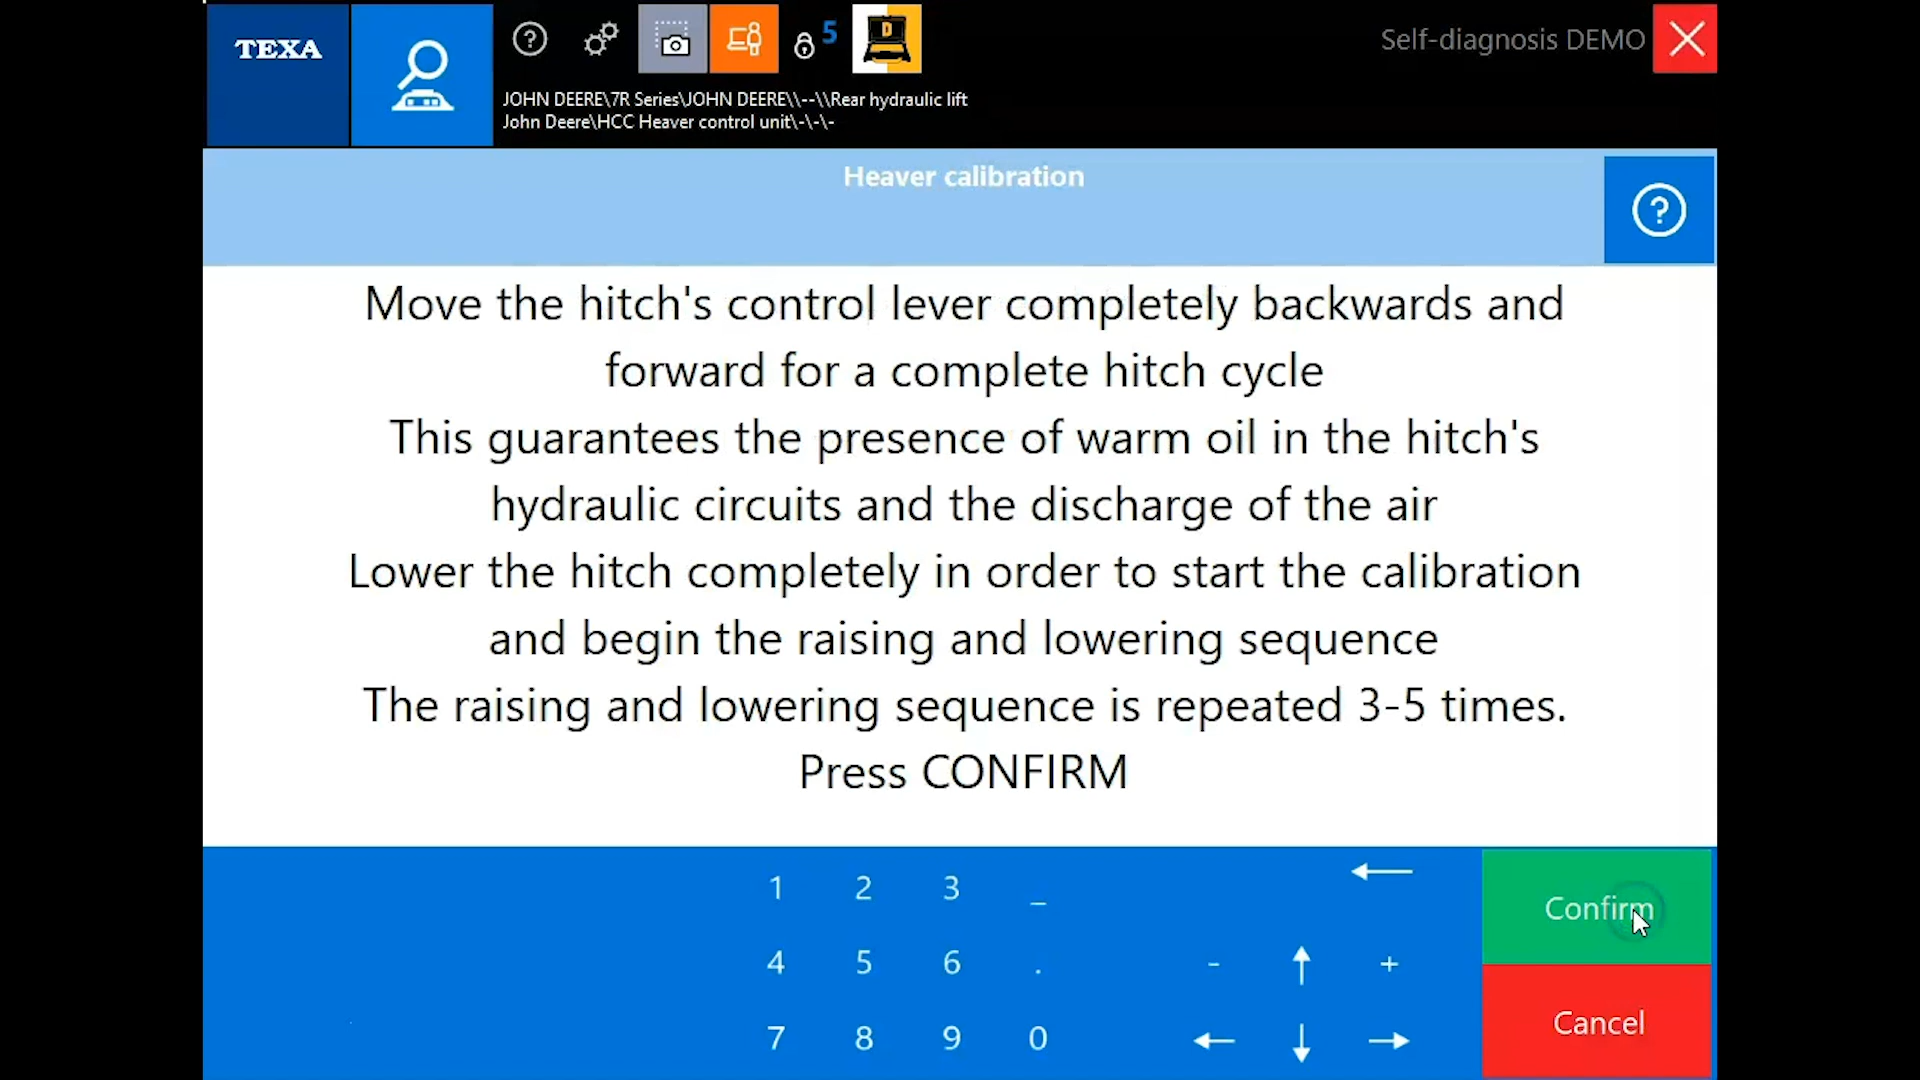 TEXA
5
D
Self-diagnosis DEMO
JOHN DEERE\7R Series\JOHN DEERE\\--\\Rear hydraulic lift
John Deere\HCC Heaver control unit\-\-\-
Heaver calibration
?
Move the hitch's control lever completely backwards and
forward for a complete hitch cycle
This guarantees the presence of warm oil in the hitch's
hydraulic circuits and the discharge of the air
Lower the hitch completely in order to start the calibration
and begin the raising and lowering sequence
The raising and lowering sequence is repeated 3-5 times.
Press CONFIRM
1 2 3 _
4 5 6 . - +
7 8 9 0
Confirm
Cancel